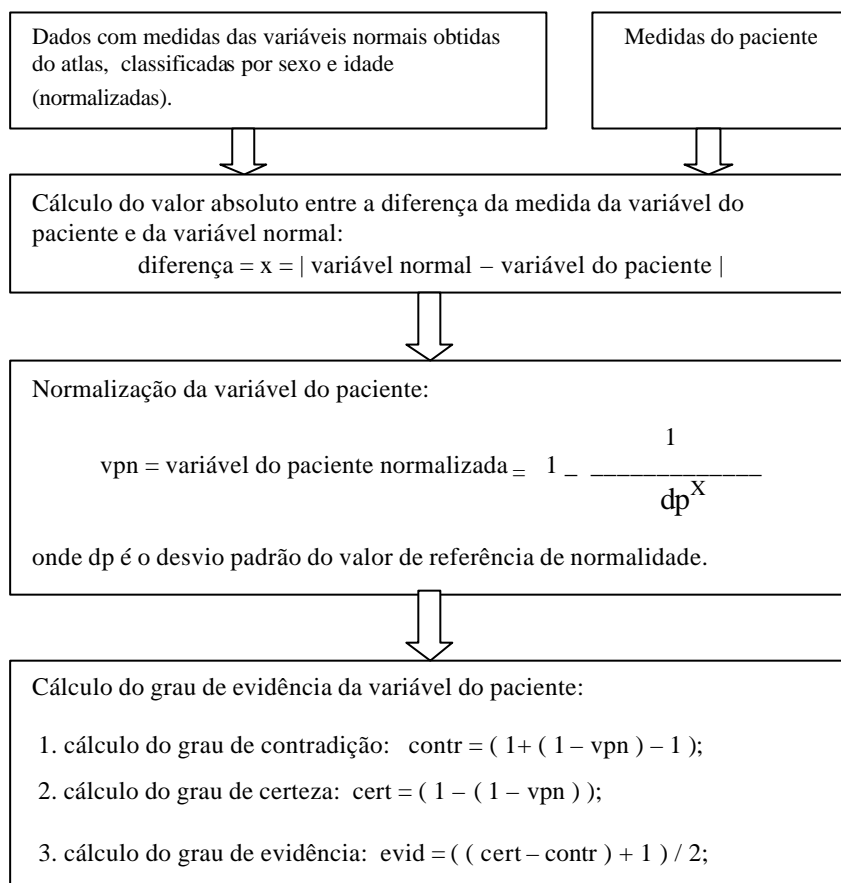 Dados com medidas das variáveis normais obtidas
do atlas, classificadas por sexo e idade
(normalizadas).
Medidas do paciente
Cálculo do valor absoluto entre a diferença da medida da variável do
paciente e da variável normal:
diferença = x = | variável normal – variável do paciente |
Normalização da variável do paciente:
1
vpn = variável do paciente normalizada = 1 – _____________
dp^X
onde dp é o desvio padrão do valor de referência de normalidade.
Cálculo do grau de evidência da variável do paciente:
1. cálculo do grau de contradição: contr = ( 1+ ( 1 – vpn ) – 1 );
2. cálculo do grau de certeza: cert = ( 1 – ( 1 – vpn ) );
3. cálculo do grau de evidência: evid = ( ( cert – contr ) + 1 ) / 2;